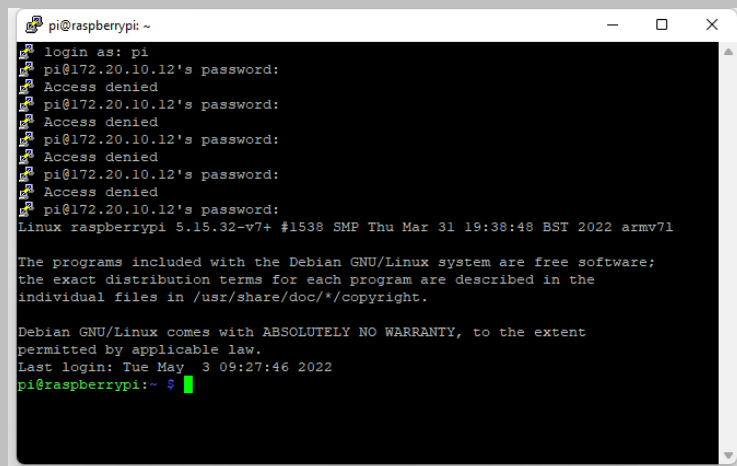 pi@raspberrypi: ~
login as: pi
pi@172.20.10.12's password:
Access denied
pi@172.20.10.12's password:
Access denied
pi@172.20.10.12's password:
Access denied
pi@172.20.10.12's password:
Access denied
pi@172.20.10.12's password:
Linux raspberrypi 5.15.32-v7+ #1538 SMP Thu Mar 31 19:38:48 BST 2022 armv7l
The programs included with the Debian GNU/Linux system are free software;
the exact distribution terms for each program are described in the
individual files in /usr/share/doc/*/copyright.
Debian GNU/Linux comes with ABSOLUTELY NO WARRANTY, to the extent
permitted by applicable law.
Last login: Tue May  3 09:27:46 2022
pi@raspberrypi:~ $